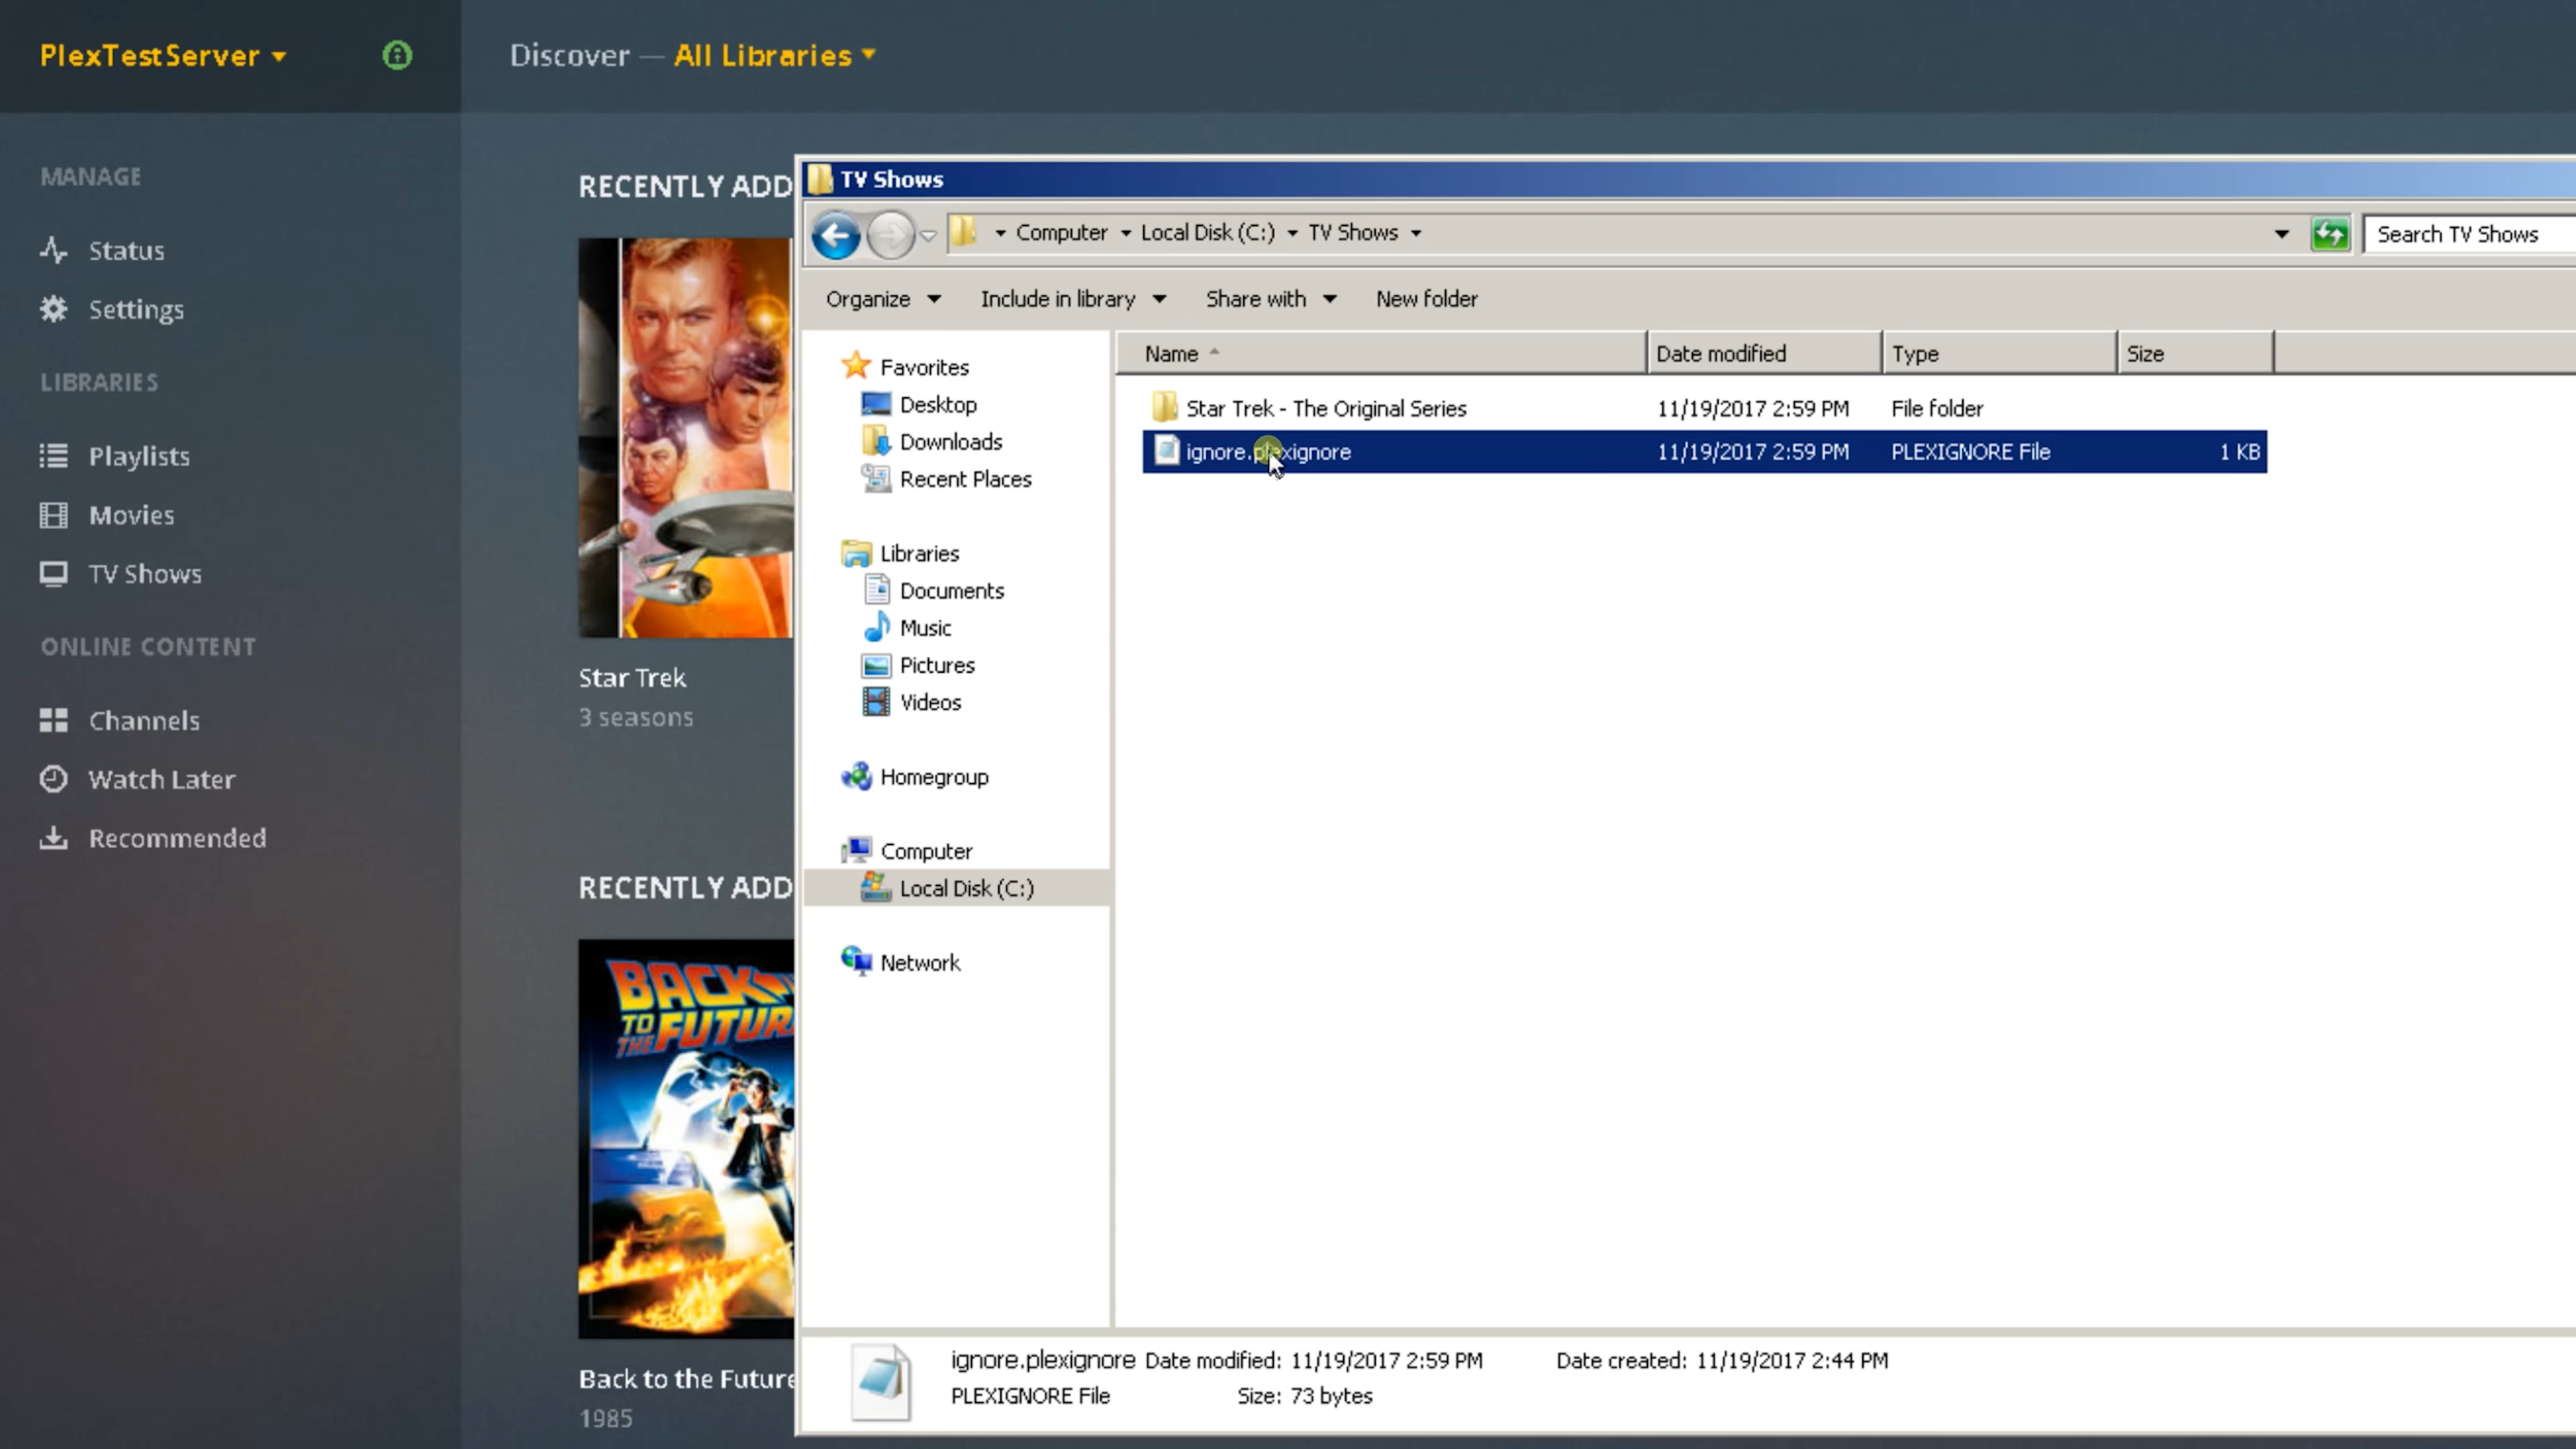 PlexTestServer
Discover — All Libraries
MANAGE
Status
Settings
LIBRARIES
Playlists
Movies
TV Shows
ONLINE CONTENT
Channels
Watch Later
Recommended
RECENTLY ADD
Star Trek
3 seasons
RECENTLY ADD
BACK
TO
THE FUTUR
Back to the Future
1985
TV Shows
Computer Local Disk (C:) TV Shows
Search TV Shows
Organize Include in library Share with New folder
Favorites
Desktop
Downloads
Recent Places
Libraries
Documents
Music
Pictures
Videos
Homegroup
Computer
Local Disk (C:)
Network
Name Date modified Type Size
Star Trek - The Original Series 11/19/2017 2:59 PM File folder
ignore.plexignore 11/19/2017 2:59 PM PLEXIGNORE File 1 KB
ignore.plexignore Date modified: 11/19/2017 2:59 PM Date created: 11/19/2017 2:44 PM
PLEXIGNORE File Size: 73 bytes